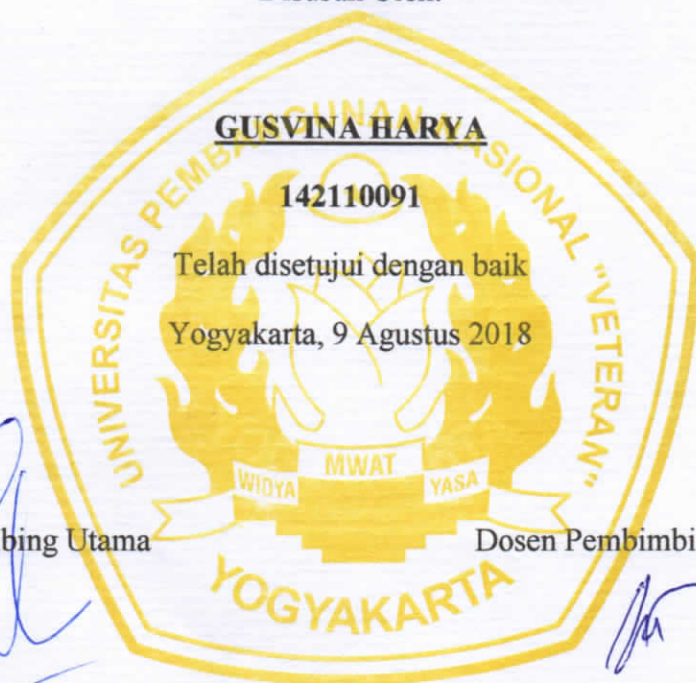 GUSVINA HARYA
142110091
Telah disetujui dengan baik
Yogyakarta, 9 Agustus 2018
UNIVERSITAS PEMBANGUNAN NASIONAL "VETERAN"
WIDYA MWAT YASA
YOGYAKARTA
bing Utama Dosen Pembimbi